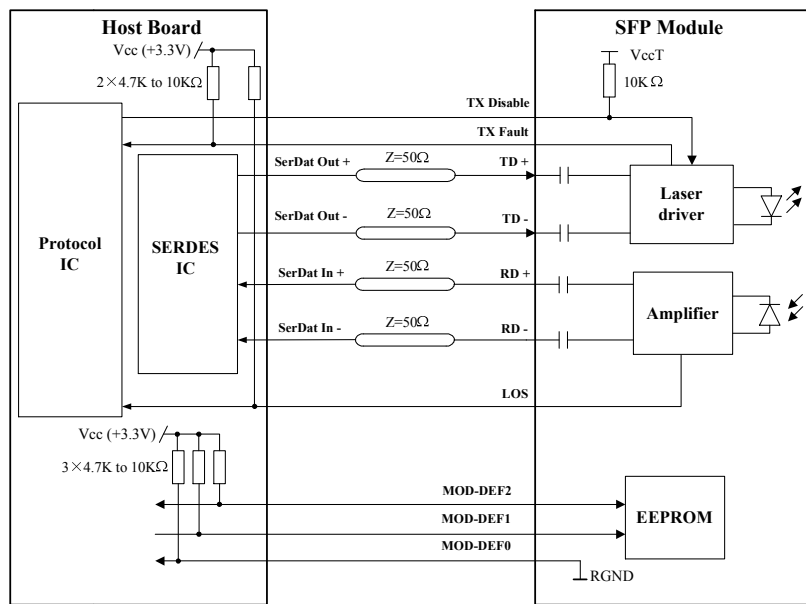 Host Board
SFP Module
Vcc (+3.3V)
VccT
2×4.7K to 10KΩ
10KΩ
TX Disable
TX Fault
SerDat Out +
Z=50Ω
TD +
Laser
driver
SerDat Out -
Z=50Ω
TD -
Protocol
IC
SERDES
IC
SerDat In +
Z=50Ω
RD +
Amplifier
SerDat In -
Z=50Ω
RD -
LOS
Vcc (+3.3V)
3×4.7K to 10KΩ
MOD-DEF2
EEPROM
MOD-DEF1
MOD-DEF0
RGND